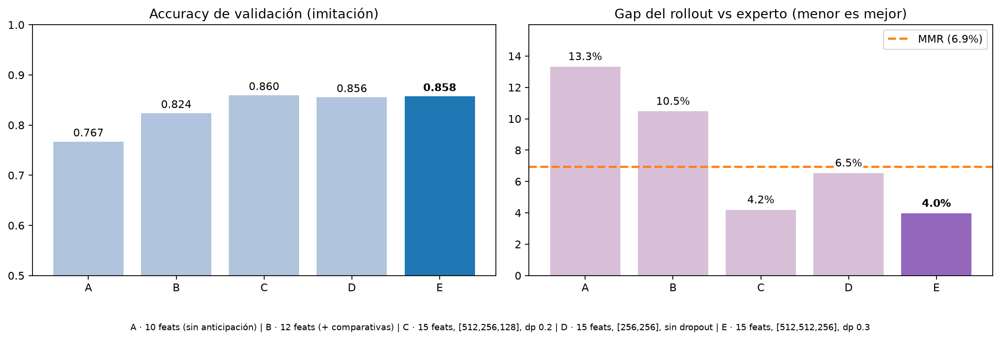 Accuracy de validación (imitación)
1.0
0.9
0.8
0.7
0.6
0.5
0.767
0.824
0.860
0.856
0.858
A
B
C
D
E
Gap del rollout vs experto (menor es mejor)
MMR (6.9%)
14
12
10
8
6
4
2
0
13.3%
10.5%
4.2%
6.5%
4.0%
A
B
C
D
E
A · 10 feats (sin anticipación) | B · 12 feats (+ comparativas) | C · 15 feats, [512,256,128], dp 0.2 | D · 15 feats, [256,256], sin dropout | E · 15 feats, [512,512,256], dp 0.3